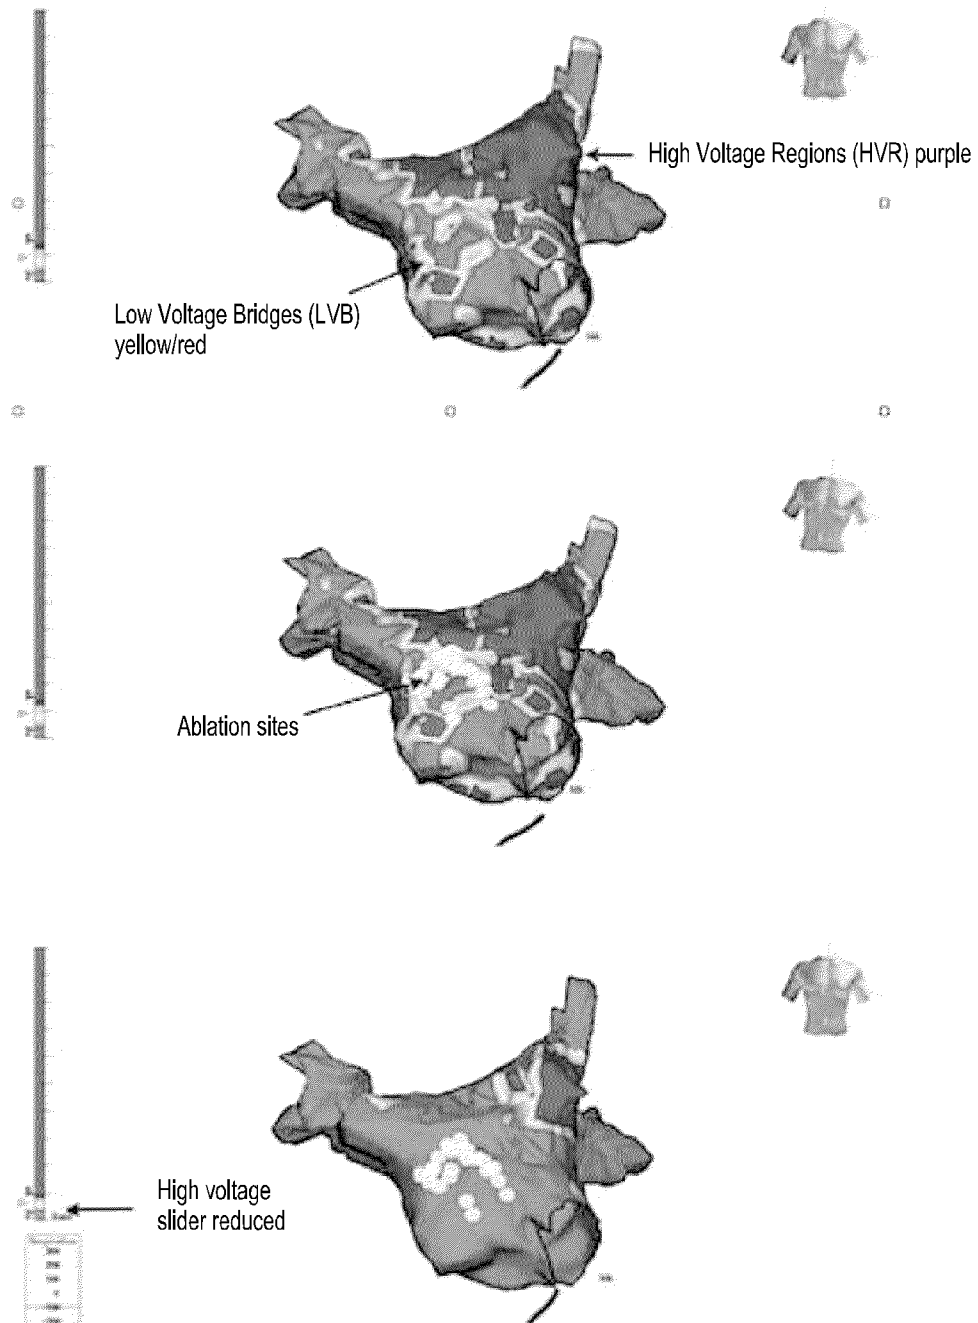 High Voltage Regions (HVR) purple
Low Voltage Bridges (LVB)
yellow/red
Ablation sites
High voltage
slider reduced